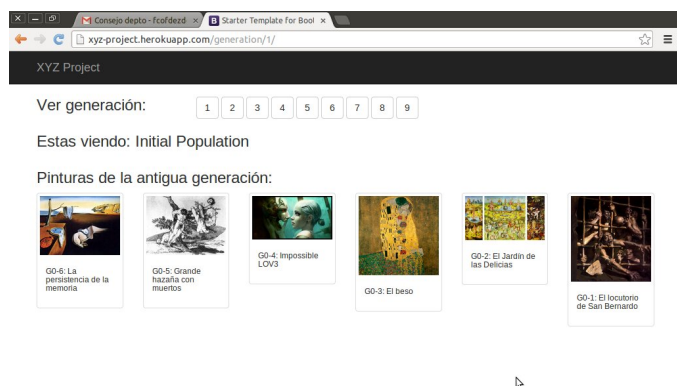 Consejo depto - fcofdezd
Starter Template for Bool
xyz-project.herokuapp.com/generation/1/
XYZ Project
Ver generación: 1 2 3 4 5 6 7 8 9
Estas viendo: Initial Population
Pinturas de la antigua generación:
G0-6: La
persistencia de la
memoria
G0-5: Grande
hazaña con
muertos
G0-4: Impossible
LOV3
G0-3: El beso
G0-2: El Jardín de
las Delicias
G0-1: El locutorio
de San Bernardo